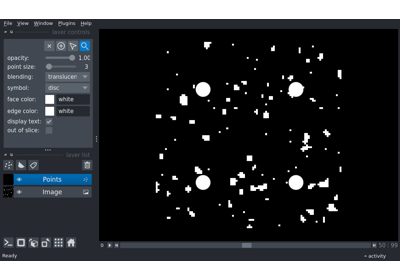 File View Window Plugins Help
layer controls
opacity: 1.00
point size: 3
blending: translucen
symbol: disc
face color: white
edge color: white
display text:
out of slice:
layer list
Points
Image
0 50 99
Ready activity